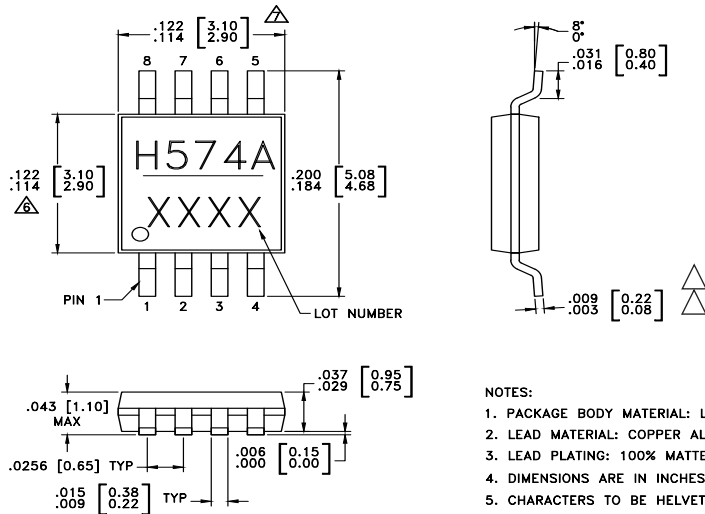 .122 [3.10]
.114 [2.90]
7
8 7 6 5
8°
0°
.031 [0.80]
.016 [0.40]
H574A
XXXX
.122 [3.10]
.114 [2.90]
6
.200 [5.08]
.184 [4.68]
PIN 1
1 2 3 4
LOT NUMBER
.009 [0.22]
.003 [0.08]
.037 [0.95]
.029 [0.75]
.043 [1.10]
MAX
.0256 [0.65] TYP
.006 [0.15]
.000 [0.00]
.015 [0.38]
.009 [0.22]
TYP
NOTES:
1. PACKAGE BODY MATERIAL: L
2. LEAD MATERIAL: COPPER AL
3. LEAD PLATING: 100% MATTE
4. DIMENSIONS ARE IN INCHES
5. CHARACTERS TO BE HELVET